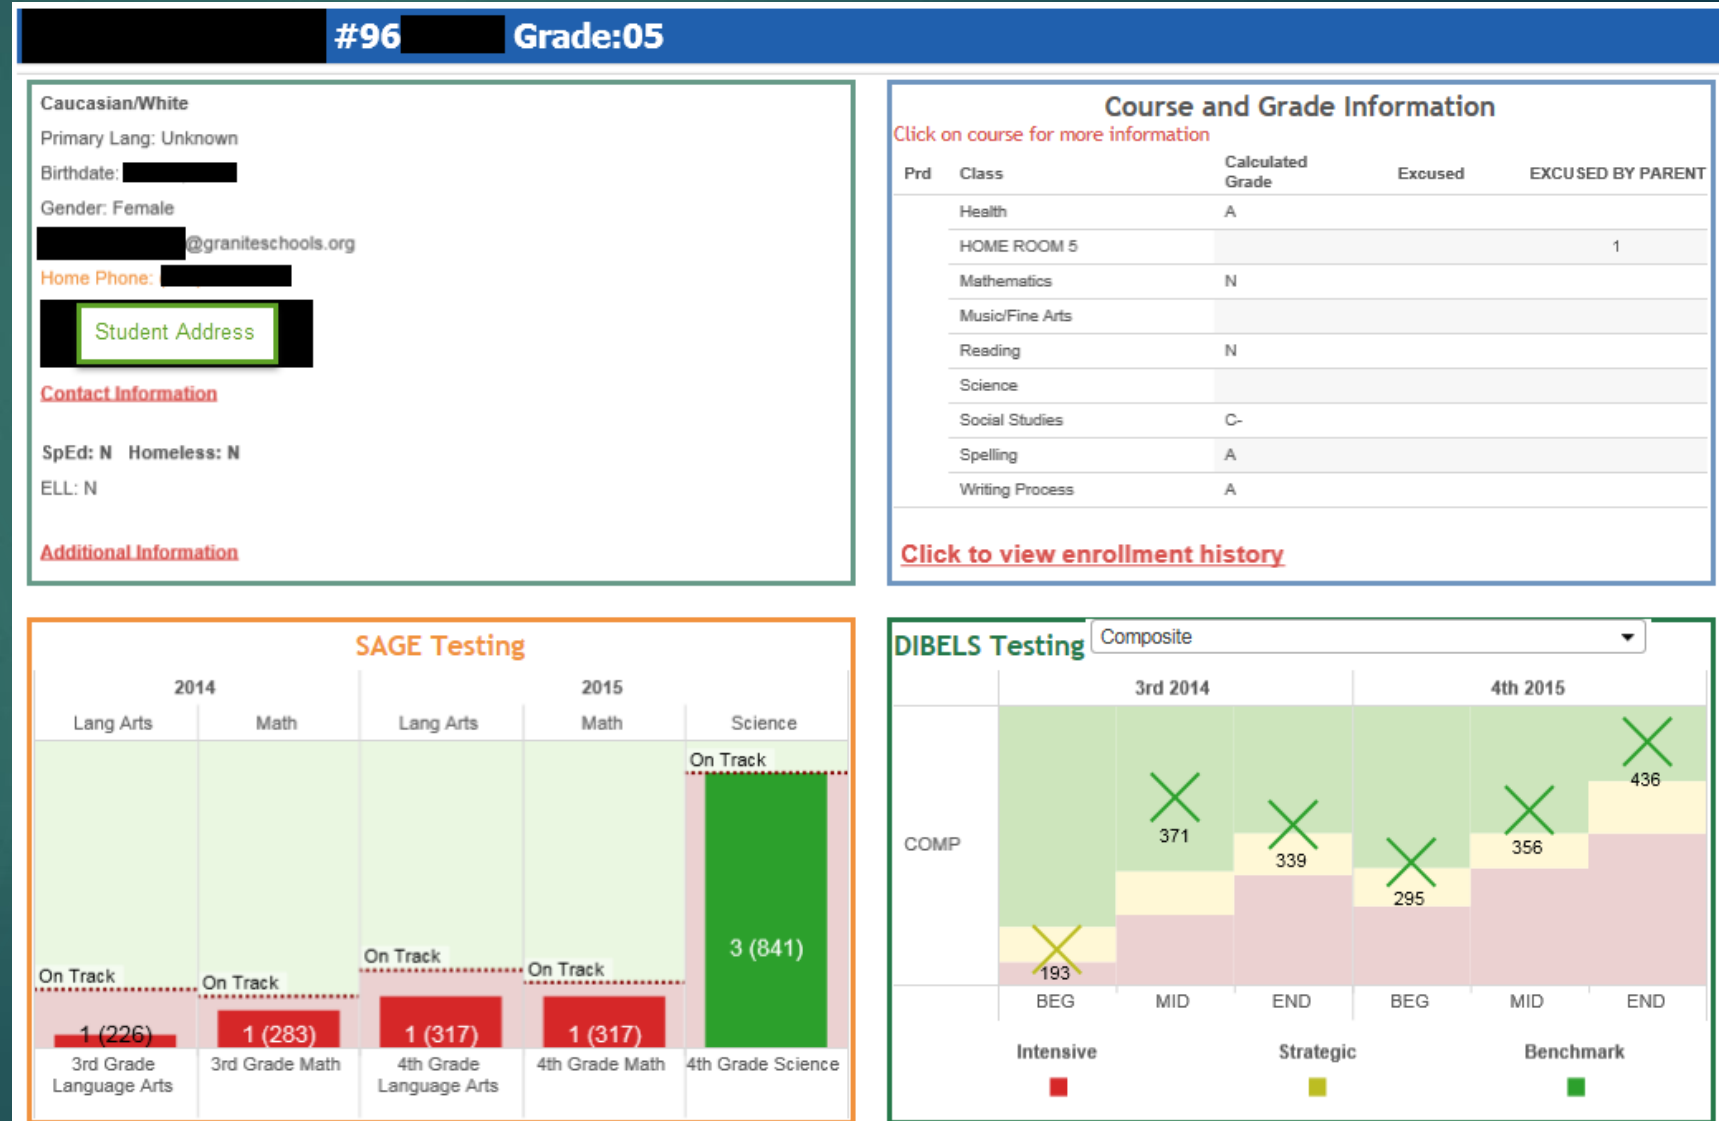 #96 Grade:05
Caucasian/White
Primary Lang: Unknown
Birthdate:
Gender: Female
@graniteschools.org
Home Phone:
Student Address
Contact Information
SpEd: N Homeless: N
ELL: N
Additional Information
Course and Grade Information
Click on course for more information
Prd Class Calculated Grade Excused EXCUSED BY PARENT
Health A
HOME ROOM 5 1
Mathematics N
Music/Fine Arts
Reading N
Science
Social Studies C-
Spelling A
Writing Process A
Click to view enrollment history
SAGE Testing
2014 2015
Lang Arts Math Lang Arts Math Science
On Track
On Track
On Track
On Track
On Track
1 (226) 1 (283) 1 (317) 1 (317) 3 (841)
3rd Grade Language Arts 3rd Grade Math 4th Grade Language Arts 4th Grade Math 4th Grade Science
DIBELS Testing Composite
3rd 2014 4th 2015
COMP
193 371 339 295 356 436
BEG MID END BEG MID END
Intensive Strategic Benchmark